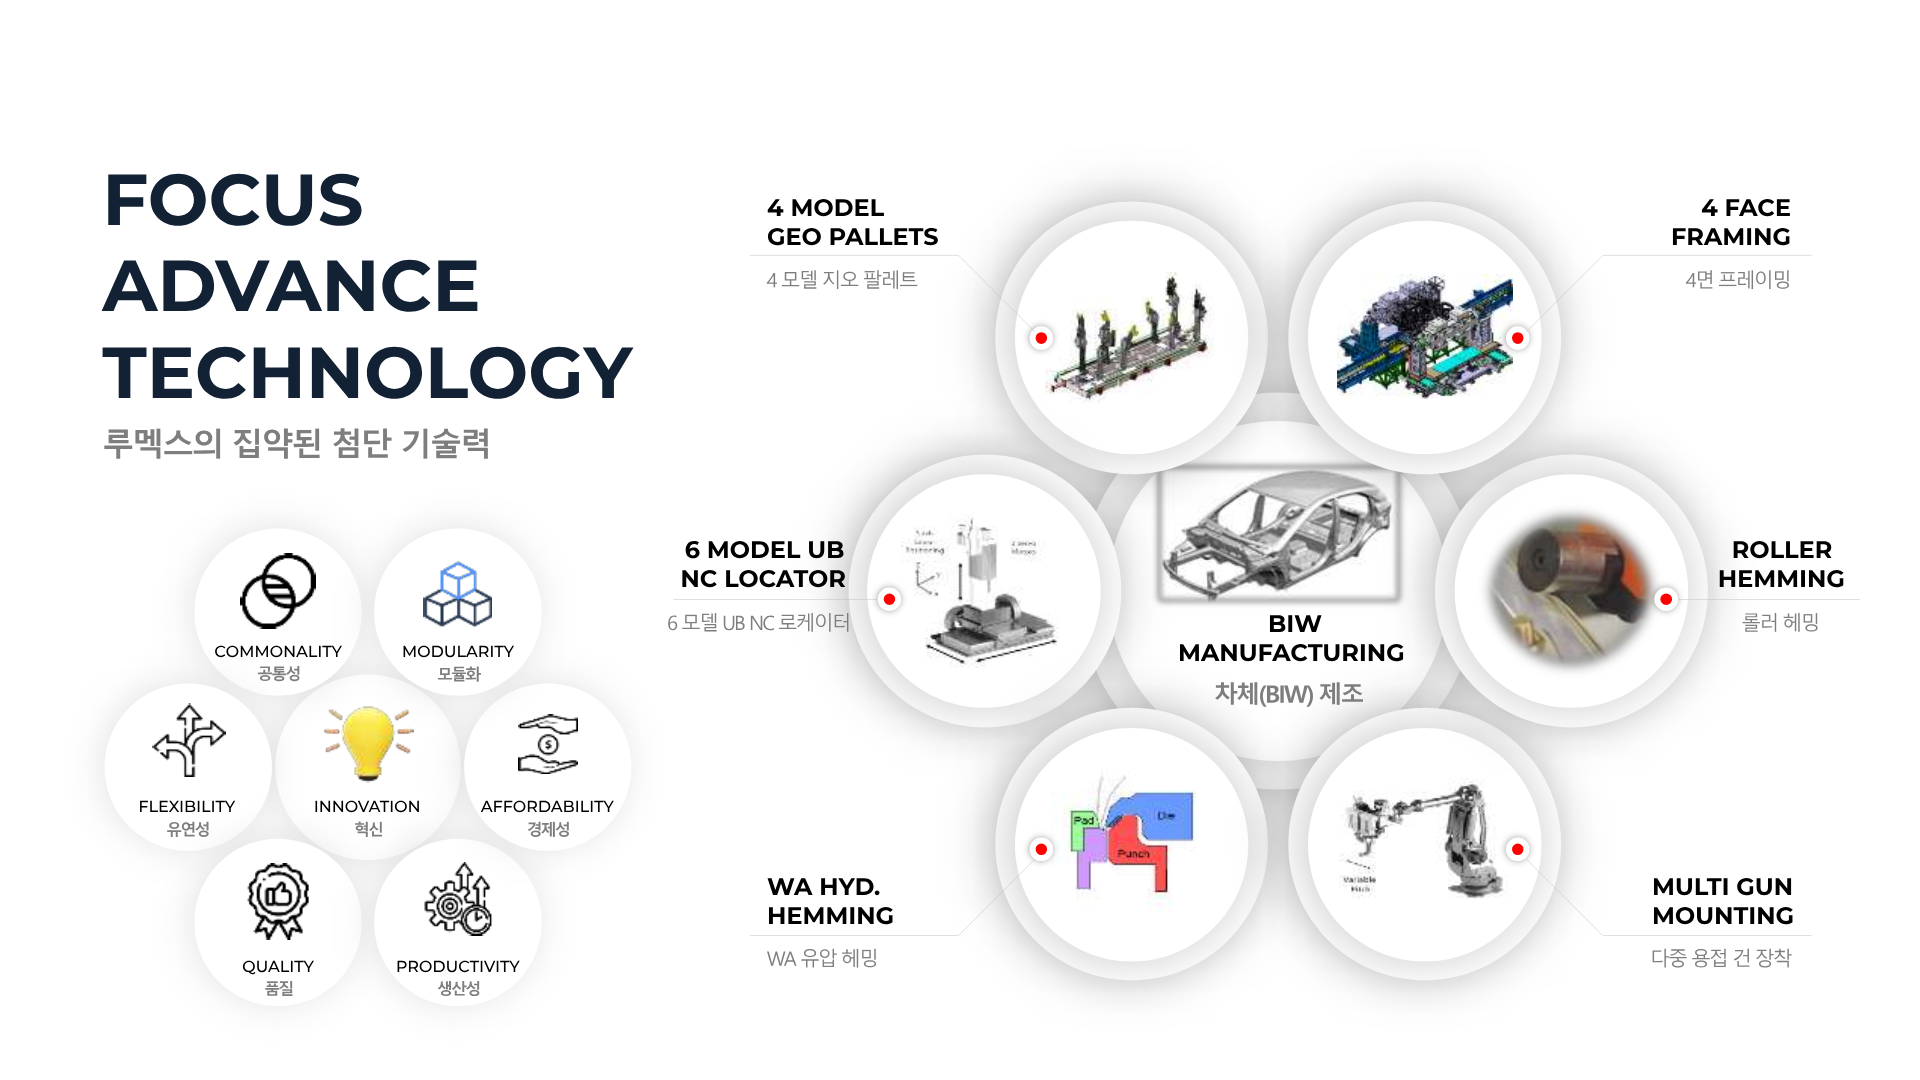 FOCUS
ADVANCE
TECHNOLOGY
루멕스의 집약된 첨단 기술력
COMMONALITY
공통성
MODULARITY
모듈화
FLEXIBILITY
유연성
INNOVATION
혁신
AFFORDABILITY
경제성
QUALITY
품질
PRODUCTIVITY
생산성
4 MODEL
GEO PALLETS
4 모델 지오 팔레트
4 FACE
FRAMING
4면 프레이밍
6 MODEL UB
NC LOCATOR
6 모델 UB NC 로케이터
BIW
MANUFACTURING
차체(BIW) 제조
ROLLER
HEMMING
롤러 헤밍
Pad
Die
Punch
WA HYD.
HEMMING
WA 유압 헤밍
Variable
Pitch
MULTI GUN
MOUNTING
다중 용접 건 장착